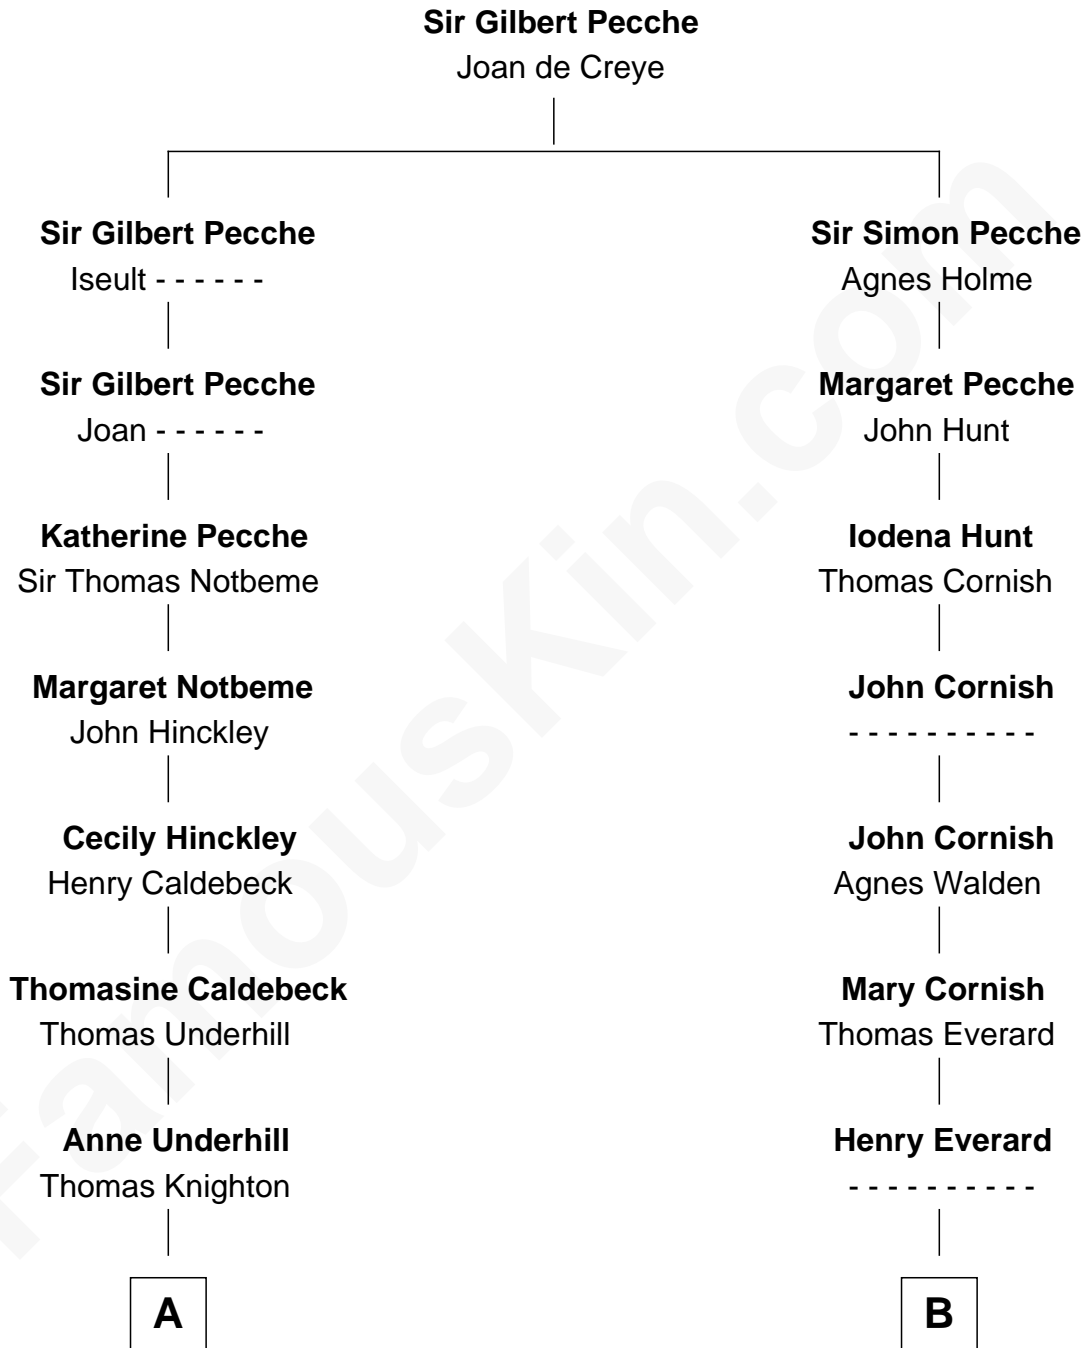 Sir Gilbert Pecche
Joan de Creye
Sir Gilbert Pecche
Iseult - - - - - -
Sir Gilbert Pecche
Joan - - - - - -
Katherine Pecche
Sir Thomas Notbeme
Margaret Notbeme
John Hinckley
Cecily Hinckley
Henry Caldebeck
Thomasine Caldebeck
Thomas Underhill
Anne Underhill
Thomas Knighton
A
Sir Simon Pecche
Agnes Holme
Margaret Pecche
John Hunt
Iodena Hunt
Thomas Cornish
John Cornish
- - - - - - - - - -
John Cornish
Agnes Walden
Mary Cornish
Thomas Everard
Henry Everard
- - - - - - - - - -
B
FamousKin.com